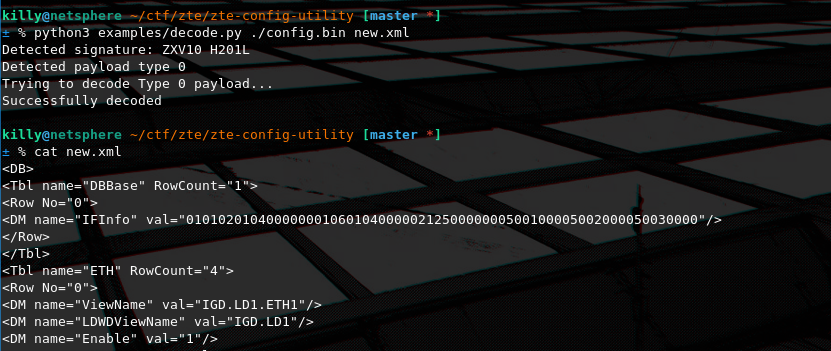 killy@netsphere ~/ctf/zte/zte-config-utility [master *]
± % python3 examples/decode.py ./config.bin new.xml
Detected signature: ZXV10 H201L
Detected payload type 0
Trying to decode Type 0 payload...
Successfully decoded
killy@netsphere ~/ctf/zte/zte-config-utility [master *]
± % cat new.xml
<DB>
<Tbl name="DBBase" RowCount="1">
<Row No="0">
<DM name="IFInfo" val="0101020104000000010601040000021250000000500100005002000050030000"/>
</Row>
</Tbl>
<Tbl name="ETH" RowCount="4">
<Row No="0">
<DM name="ViewName" val="IGD.LD1.ETH1"/>
<DM name="LDWDViewName" val="IGD.LD1"/>
<DM name="Enable" val="1"/>